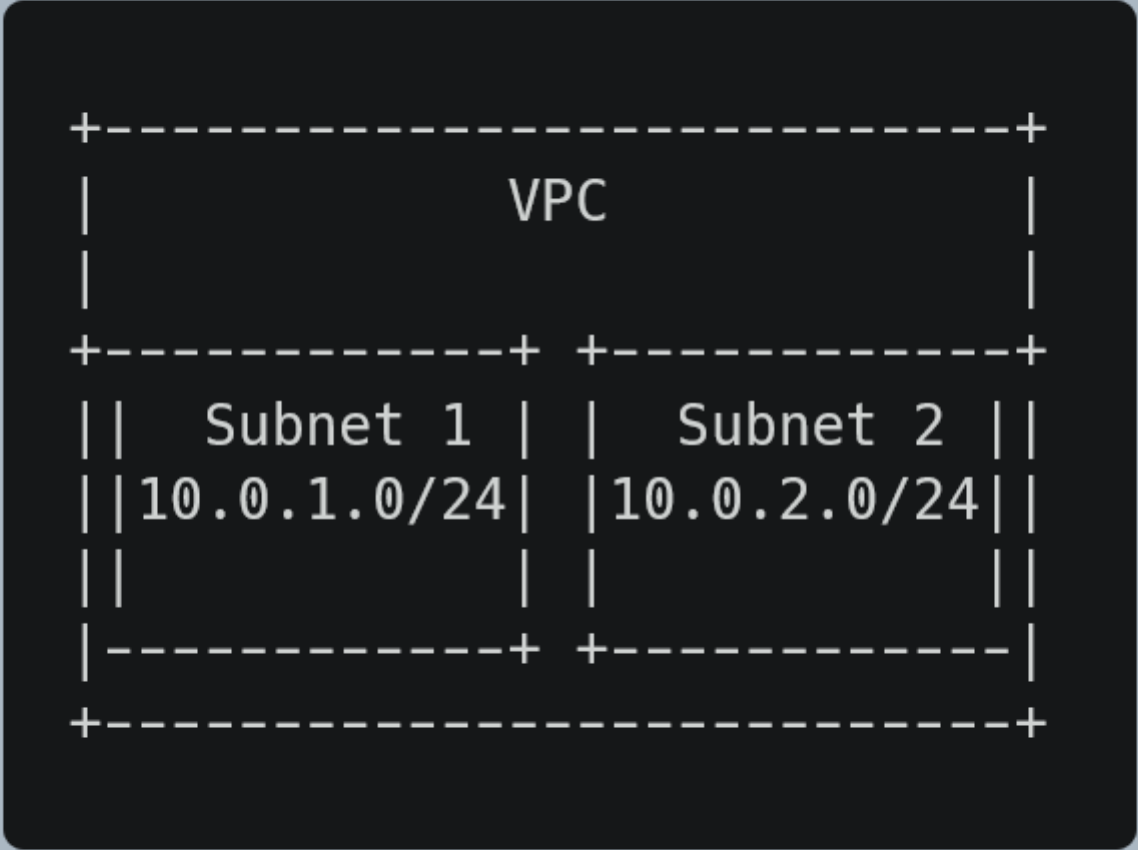 +---------------------------+
|            VPC            |
|                           |
+------------+ +------------+
||  Subnet 1 | |  Subnet 2 ||
||10.0.1.0/24| |10.0.2.0/24||
||           | |           ||
|------------+ +------------|
+---------------------------+